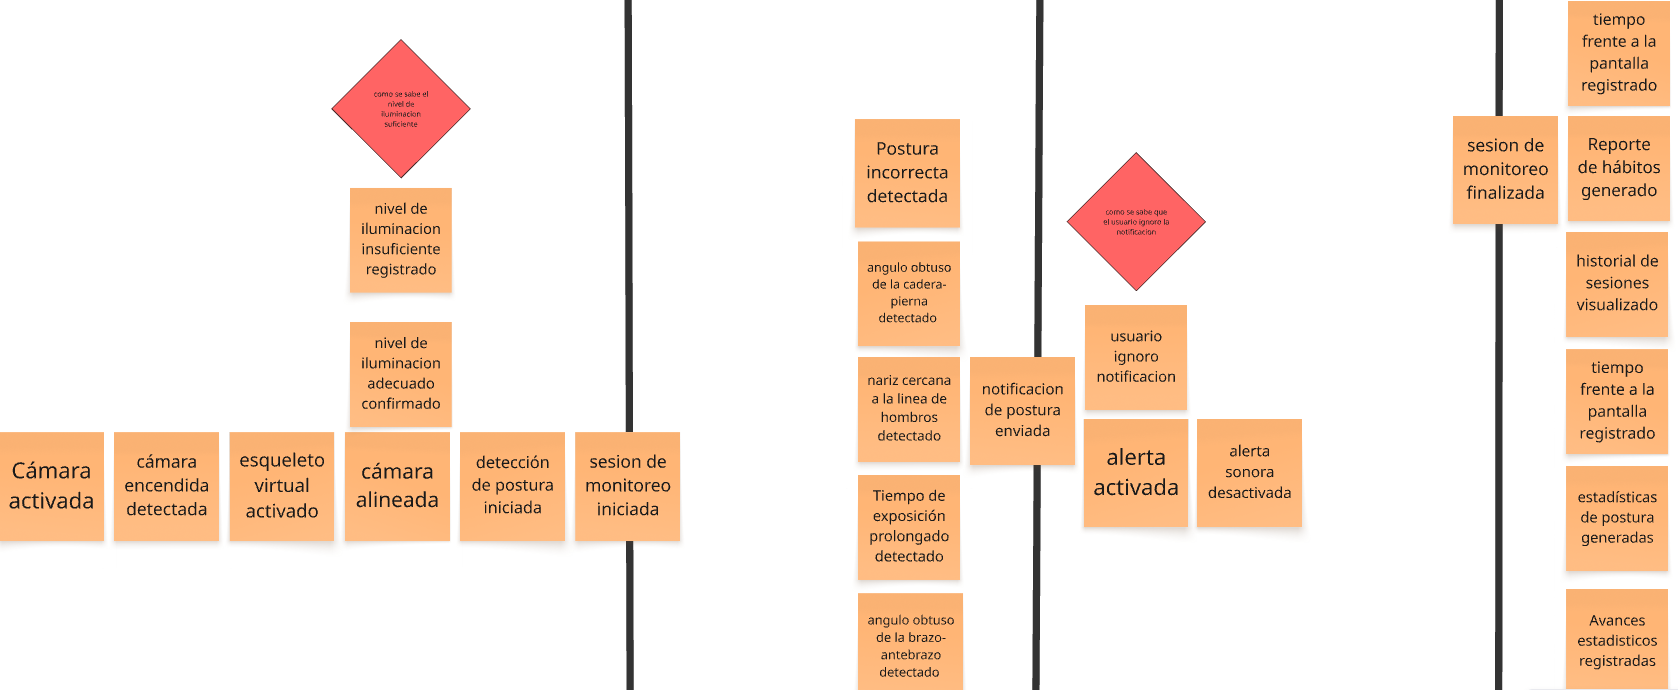 como se sabe el
nivel de
iluminacion
suficiente
nivel de
iluminacion
insuficiente
registrado
nivel de
iluminacion
adecuado
confirmado
Cámara
activada
cámara
encendida
detectada
esqueleto
virtual
activado
cámara
alineada
detección
de postura
iniciada
sesion de
monitoreo
iniciada
Postura
incorrecta
detectada
angulo obtuso
de la cadera-
pierna
detectado
nariz cercana
a la linea de
hombros
detectado
Tiempo de
exposición
prolongado
detectado
angulo obtuso
de la brazo-
antebrazo
detectado
notificacion
de postura
enviada
como se sabe que
el usuario ignoro la
notificacion
usuario
ignoro
notificacion
alerta
activada
alerta
sonora
desactivada
sesion de
monitoreo
finalizada
tiempo
frente a la
pantalla
registrado
Reporte
de hábitos
generado
historial de
sesiones
visualizado
tiempo
frente a la
pantalla
registrado
estadísticas
de postura
generadas
Avances
estadisticos
registradas